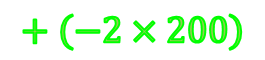 + (−2 × 200)